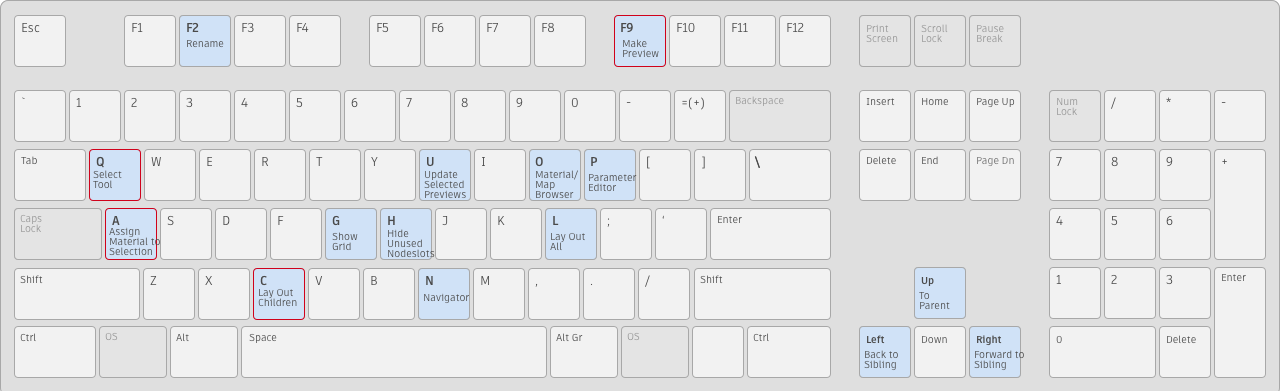 Esc
F1
F2
Rename
F3
F4
F5
F6
F7
F8
F9
Make
Preview
F10
F11
F12
Print
Screen
Scroll
Lock
Pause
Break
`
1
2
3
4
5
6
7
8
9
0
-
=(+)
Backspace
Insert
Home
Page Up
Num
Lock
/
*
-
Tab
Q
Select
Tool
W
E
R
T
Y
U
Update
Selected
Previews
I
O
Material/
Map
Browser
P
Parameter
Editor
[
]
\
Delete
End
Page Dn
7
8
9
+
Caps
Lock
A
Assign
Material to
Selection
S
D
F
G
Show
Grid
H
Hide
Unused
Nodeslots
J
K
L
Lay Out
All
;
'
Enter
4
5
6
Shift
Z
X
C
Lay Out
Children
V
B
N
Navigator
M
,
.
/
Shift
Up
To
Parent
1
2
3
Enter
Ctrl
OS
Alt
Space
Alt Gr
OS
Ctrl
Left
Back to
Sibling
Down
Right
Forward to
Sibling
0
Delete